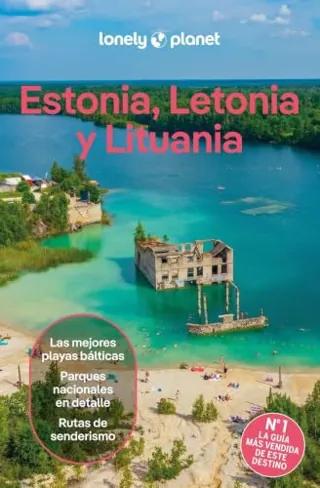 lonely planet
Estonia, Letonia
y Lituania
Las mejores
playas bálticas
Parques
nacionales
en detalle
Rutas de
senderismo
Nº1
LA GUÍA
MÁS VENDIDA
DE ESTE
DESTINO